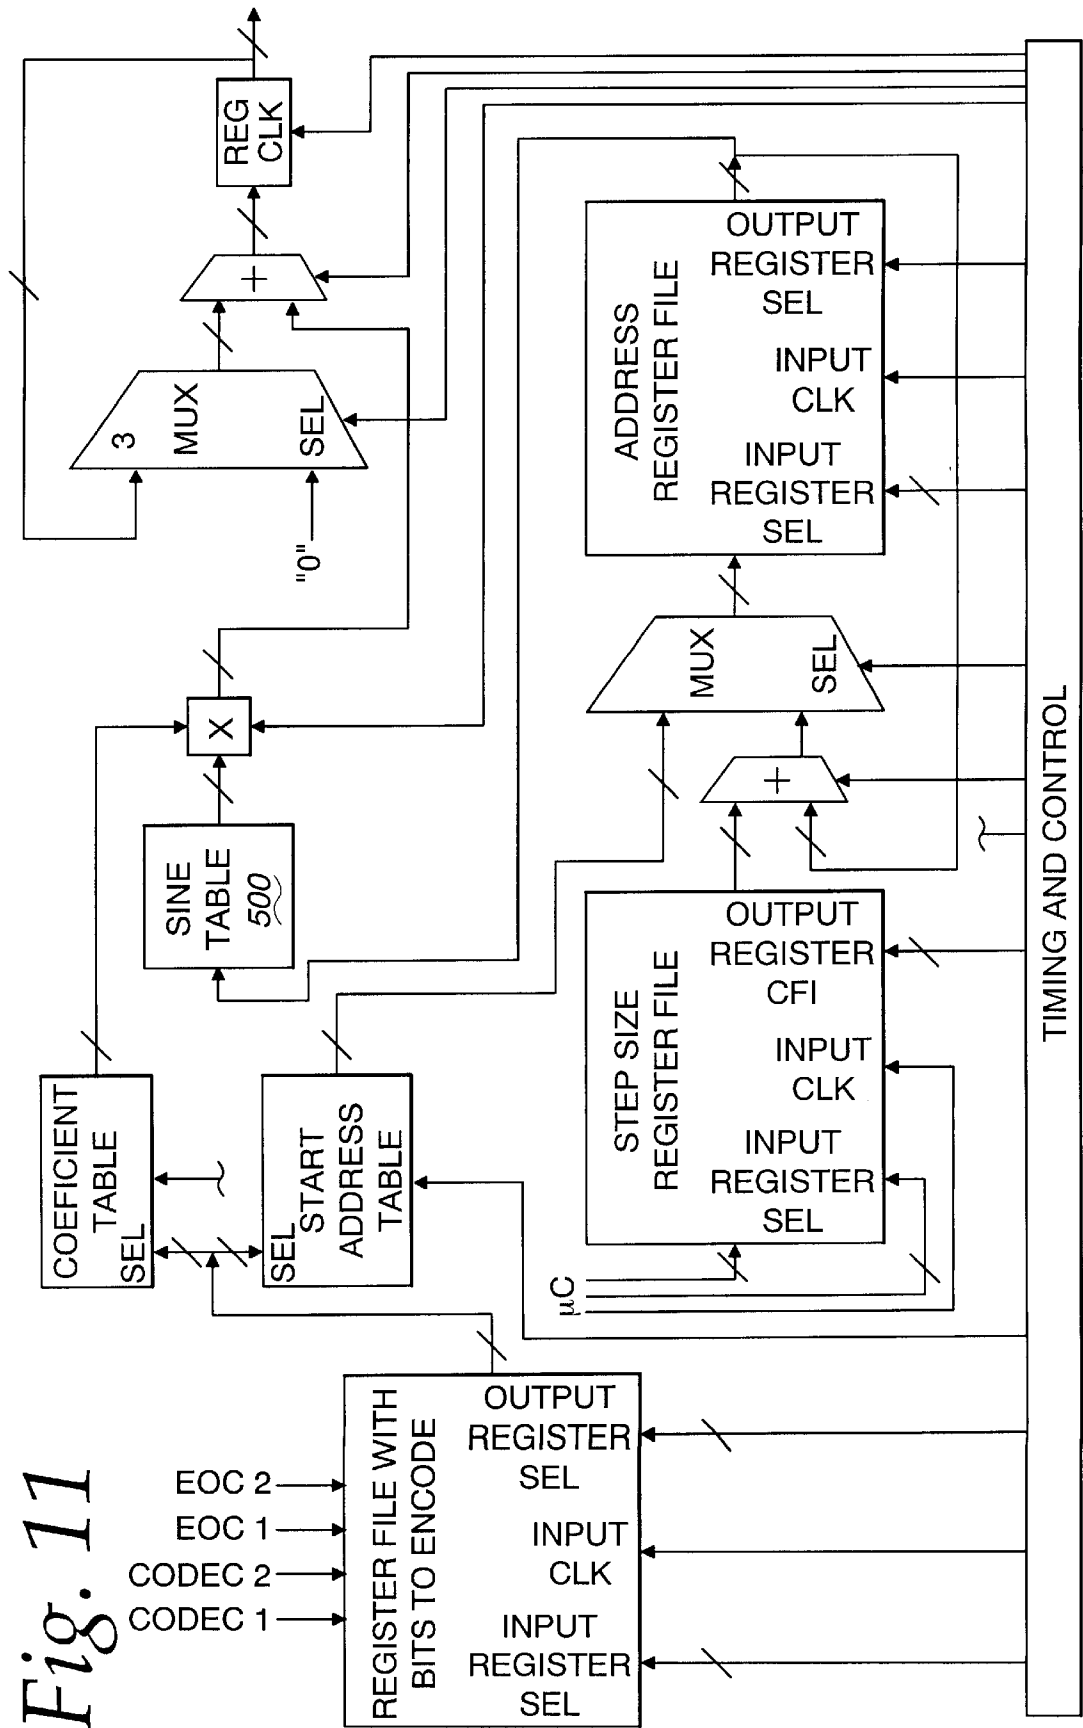 Fig. 11
EOC 2
EOC 1
CODEC 2
CODEC 1
REGISTER FILE WITH
BITS TO ENCODE
OUTPUT
REGISTER
SEL
INPUT
CLK
INPUT
REGISTER
SEL
COEFICIENT
TABLE
SEL
SEL
START
ADDRESS
TABLE
µC
STEP SIZE
REGISTER FILE
OUTPUT
REGISTER
CFI
INPUT
CLK
INPUT
REGISTER
SEL
SINE
TABLE
500
X
+
MUX
SEL
ADDRESS
REGISTER FILE
OUTPUT
REGISTER
SEL
INPUT
CLK
INPUT
REGISTER
SEL
"0"
3
MUX
SEL
+
REG
CLK
TIMING AND CONTROL